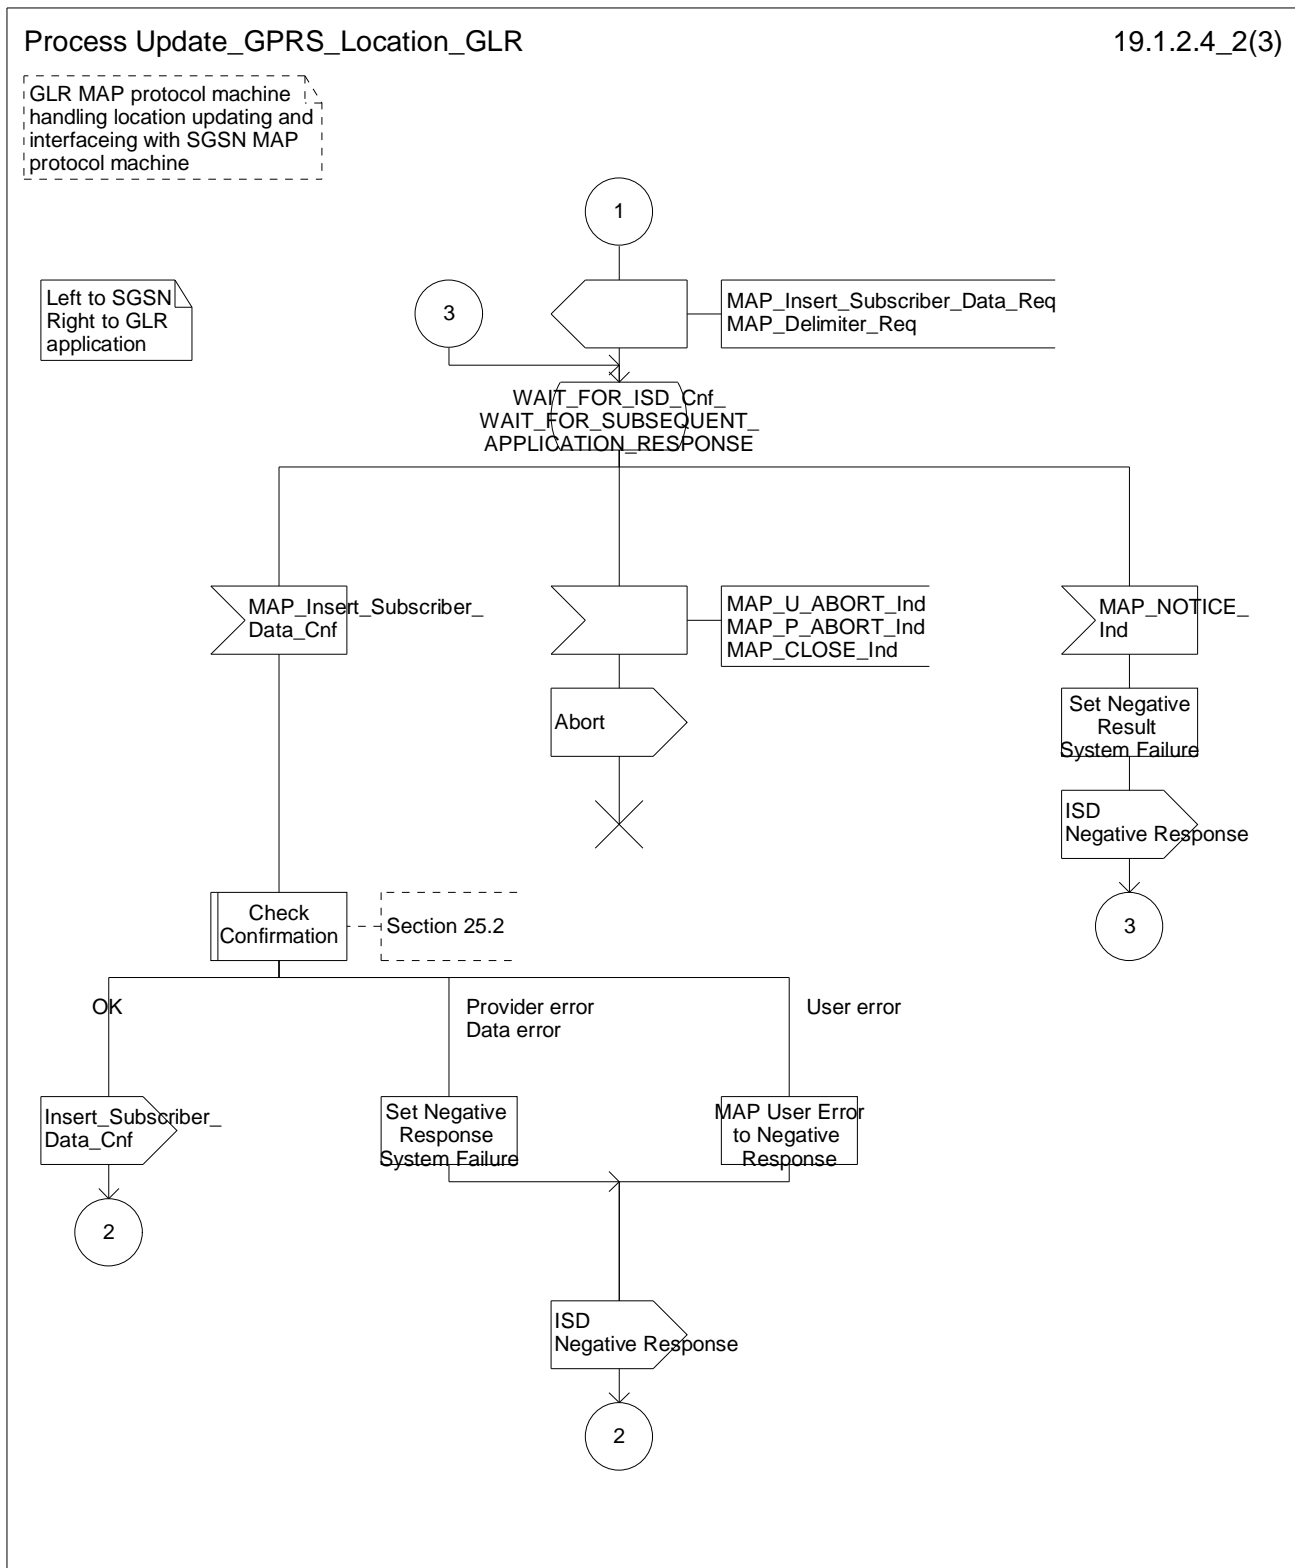 Process Update_GPRS_Location_GLR
19.1.2.4_2(3)
GLR MAP protocol machine
handling location updating and
interfaceing with SGSN MAP
protocol machine
1
Left to SGSN
Right to GLR
application
3
MAP_Insert_Subscriber_Data_Req
MAP_Delimiter_Req
WAIT_FOR_ISD_Cnf_
WAIT_FOR_SUBSEQUENT_
APPLICATION_RESPONSE
MAP_Insert_Subscriber_
Data_Cnf
MAP_U_ABORT_Ind
MAP_P_ABORT_Ind
MAP_CLOSE_Ind
MAP_NOTICE_
Ind
Abort
Set Negative
Result
System Failure
ISD
Negative Response
3
Check
Confirmation
Section 25.2
OK
Provider error
Data error
User error
Insert_Subscriber_
Data_Cnf
Set Negative
Response
System Failure
MAP User Error
to Negative
Response
2
ISD
Negative Response
2